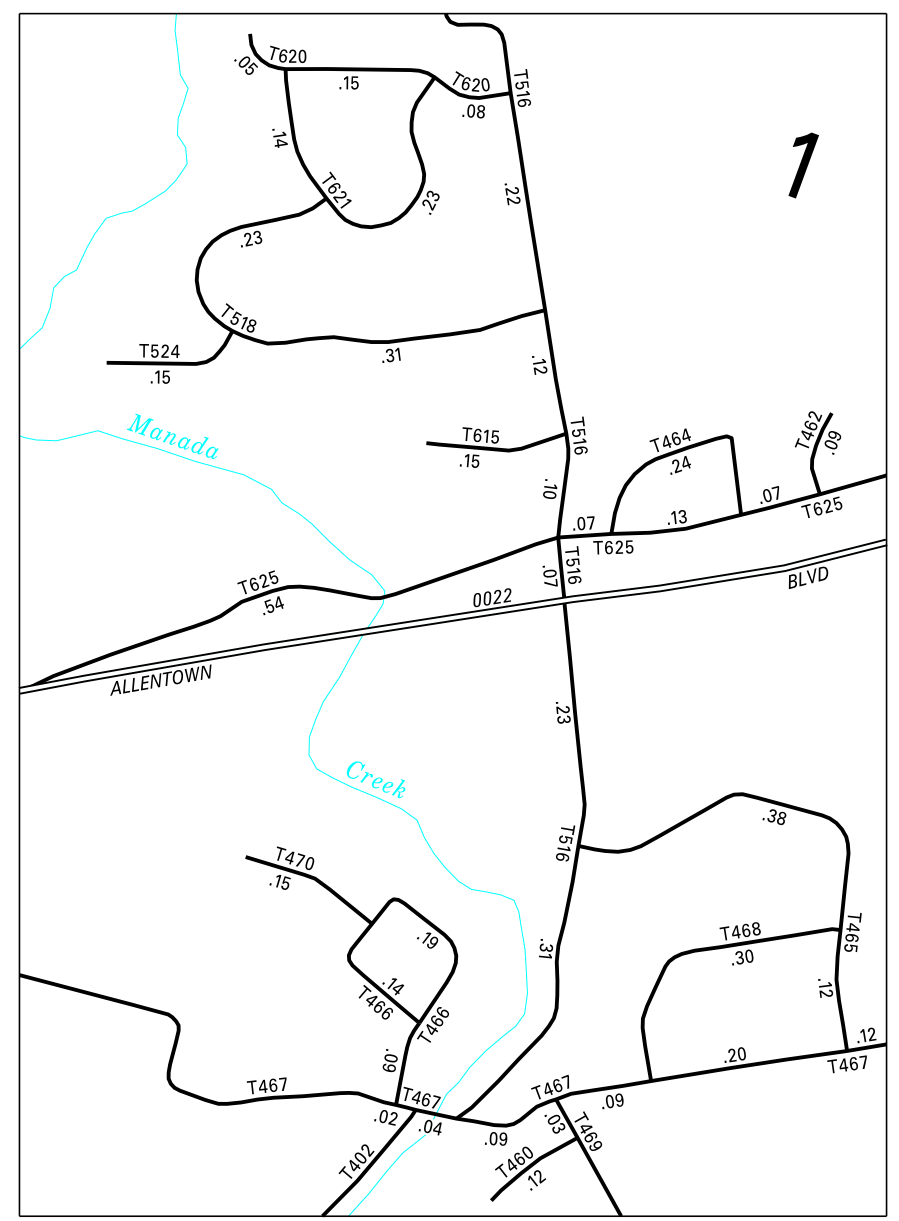 T620
.05
.15
T620
.08
T516
1
.14
T621
.23
.22
.23
T518
.31
T524
.15
.12
Manada
T615
.15
T516
T464
.24
T462
.09
.10
.07
T625
.13
.07
T625
T516
.07
T625
.54
0022
BLVD
ALLENTOWN
.23
Creek
.38
T516
T470
.15
.19
.14
T466
T466
.09
.31
T468
.30
T465
.12
.12
T467
.20
T467
T467
.02
.04
.09
T467
.09
.03
T469
T460
.12
T402